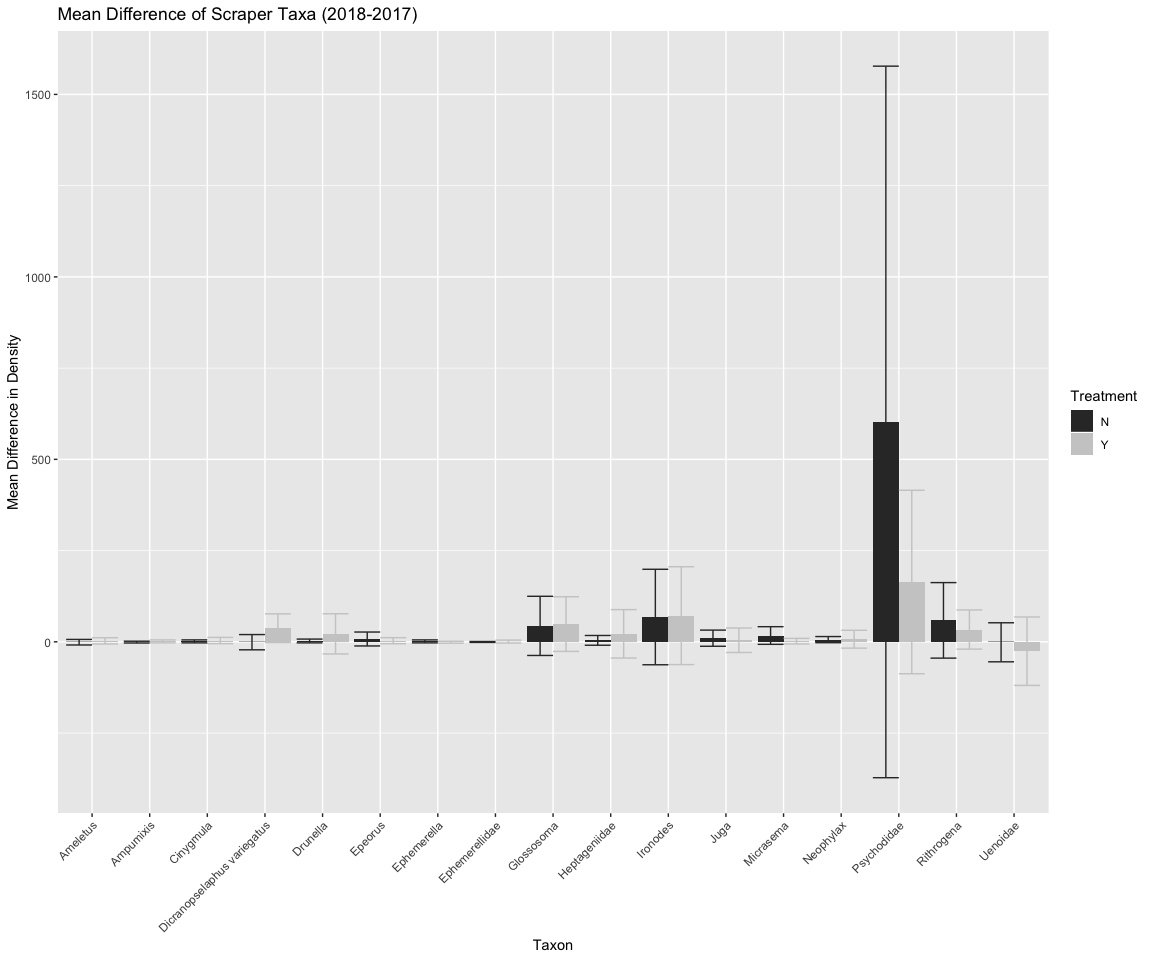 Mean Difference of Scraper Taxa (2018-2017)
Mean Difference in Density
1500
1000
500
0
Ameletus
Ampumixis
Cinygmula
Dicranopselaphus variegatus
Drunella
Epeorus
Ephemerella
Ephemerellidae
Glossosoma
Heptageniidae
Ironodes
Juga
Micrasema
Neophylax
Psychodidae
Rithrogena
Uenoidae
Taxon
Treatment
N
Y